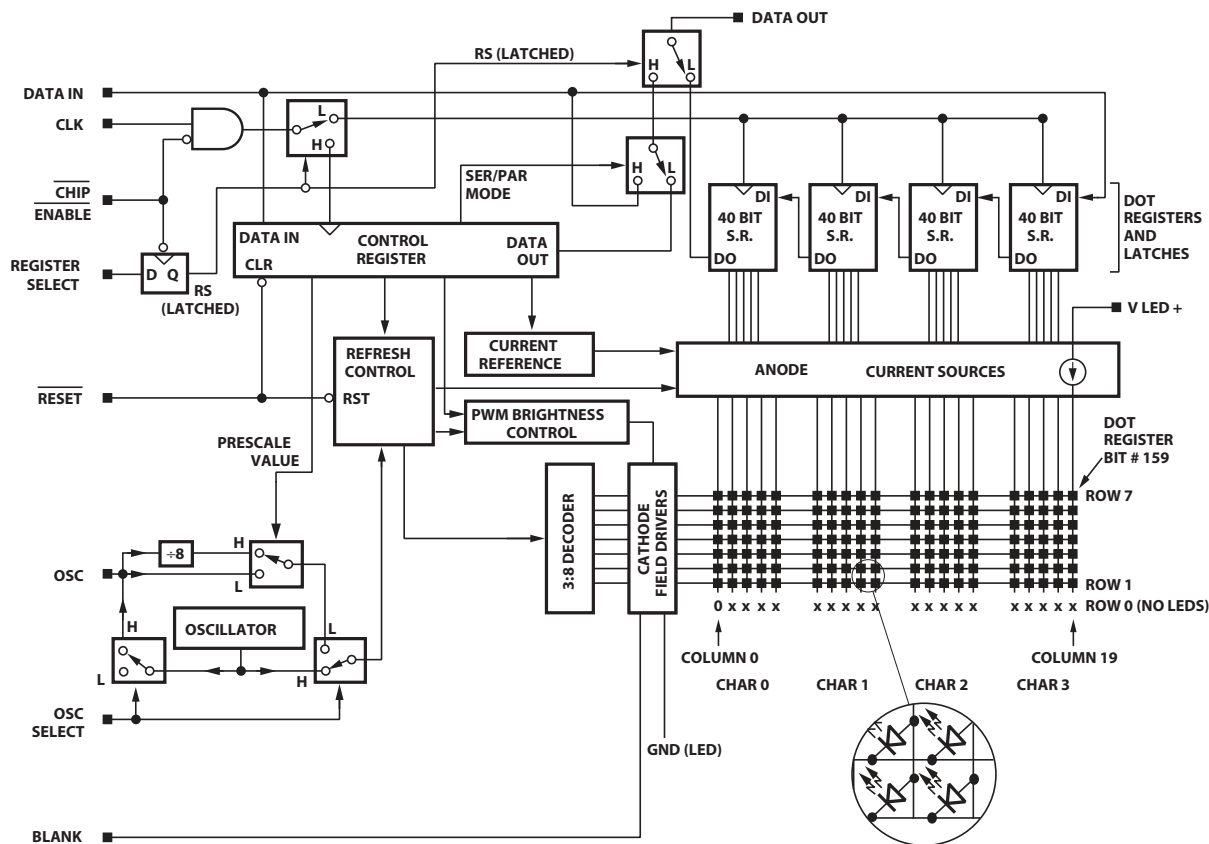 DATA OUT
RS (LATCHED)
H
L
DATA IN
CLK
L
H
H
L
SER/PAR
MODE
CHIP
ENABLE
DI
DI
DI
DI
40 BIT
S.R.
40 BIT
S.R.
40 BIT
S.R.
40 BIT
S.R.
DO
DO
DO
DO
DOT
REGISTERS
AND
LATCHES
DATA IN
CONTROL
REGISTER
DATA
OUT
CLR
REGISTER
SELECT
D Q
RS
(LATCHED)
V LED +
REFRESH
CONTROL
RST
CURRENT
REFERENCE
ANODE
CURRENT SOURCES
RESET
PWM BRIGHTNESS
CONTROL
PRESCALE
VALUE
DOT
REGISTER
BIT # 159
ROW 7
3:8 DECODER
CATHODE
FIELD DRIVERS
÷8
H
L
OSC
ROW 1
0 x x x x
x x x x x
x x x x x
x x x x x
ROW 0 (NO LEDS)
OSCILLATOR
H
L
L
H
COLUMN 0
COLUMN 19
CHAR 0
CHAR 1
CHAR 2
CHAR 3
OSC
SELECT
GND (LED)
BLANK